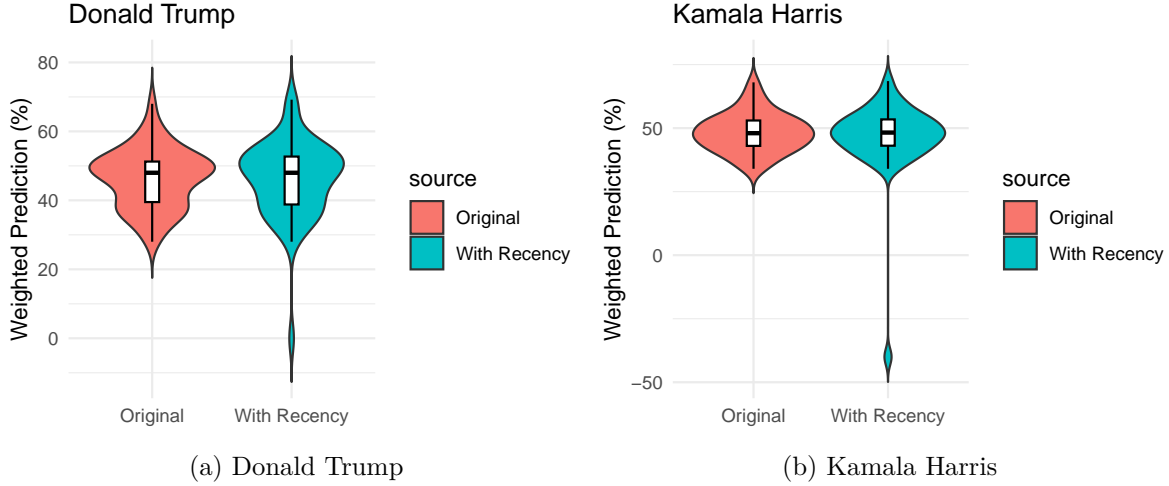 Donald Trump
Weighted Prediction (%)
80
60
40
20
0
Original
With Recency
source
Original
With Recency
(a) Donald Trump
Kamala Harris
Weighted Prediction (%)
50
0
−50
Original
With Recency
source
Original
With Recency
(b) Kamala Harris